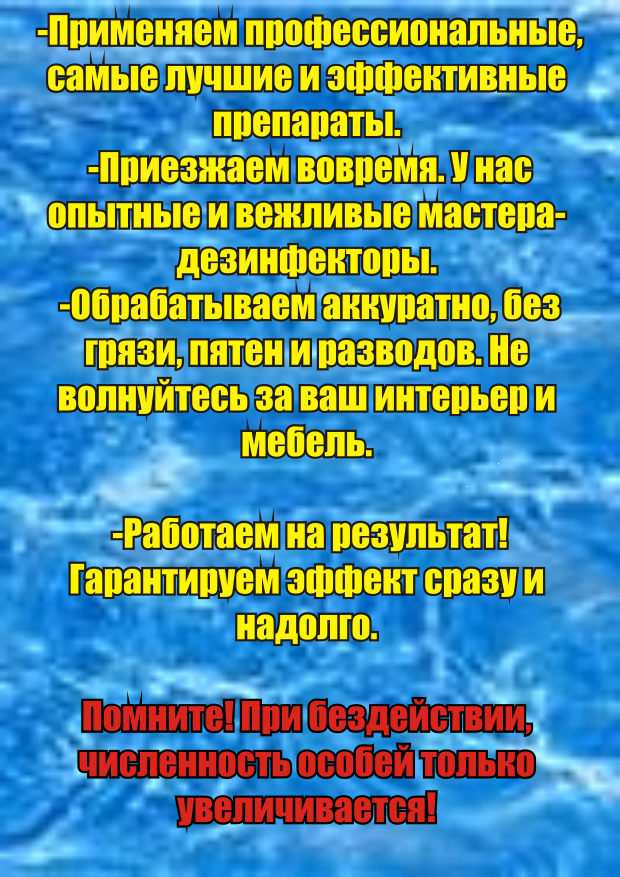 -Применяем профессиональные,
самые лучшие и эффективные
препараты.
-Приезжаем вовремя. У нас
опытные и вежливые мастера-
дезинфекторы.
-Обрабатываем аккуратно, без
грязи, пятен и разводов. Не
волнуйтесь за ваш интерьер и
мебель.
-Работаем на результат!
Гарантируем эффект сразу и
надолго.
Помните! При бездействии,
численность особей только
увеличивается!